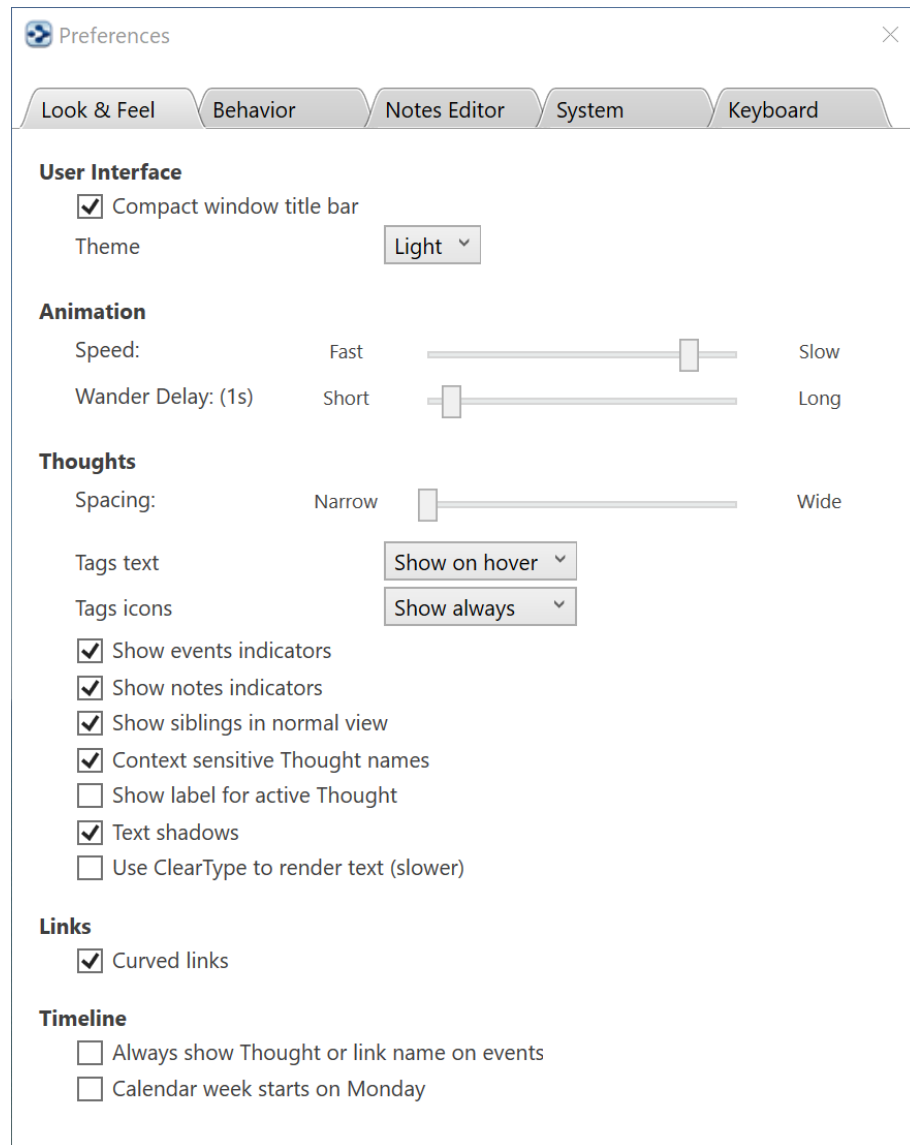 Preferences
Look & Feel Behavior Notes Editor System Keyboard
User Interface
Compact window title bar
Theme Light
Animation
Speed: Fast Slow
Wander Delay: (1s) Short Long
Thoughts
Spacing: Narrow Wide
Tags text Show on hover
Tags icons Show always
Show events indicators
Show notes indicators
Show siblings in normal view
Context sensitive Thought names
Show label for active Thought
Text shadows
Use ClearType to render text (slower)
Links
Curved links
Timeline
Always show Thought or link name on events
Calendar week starts on Monday